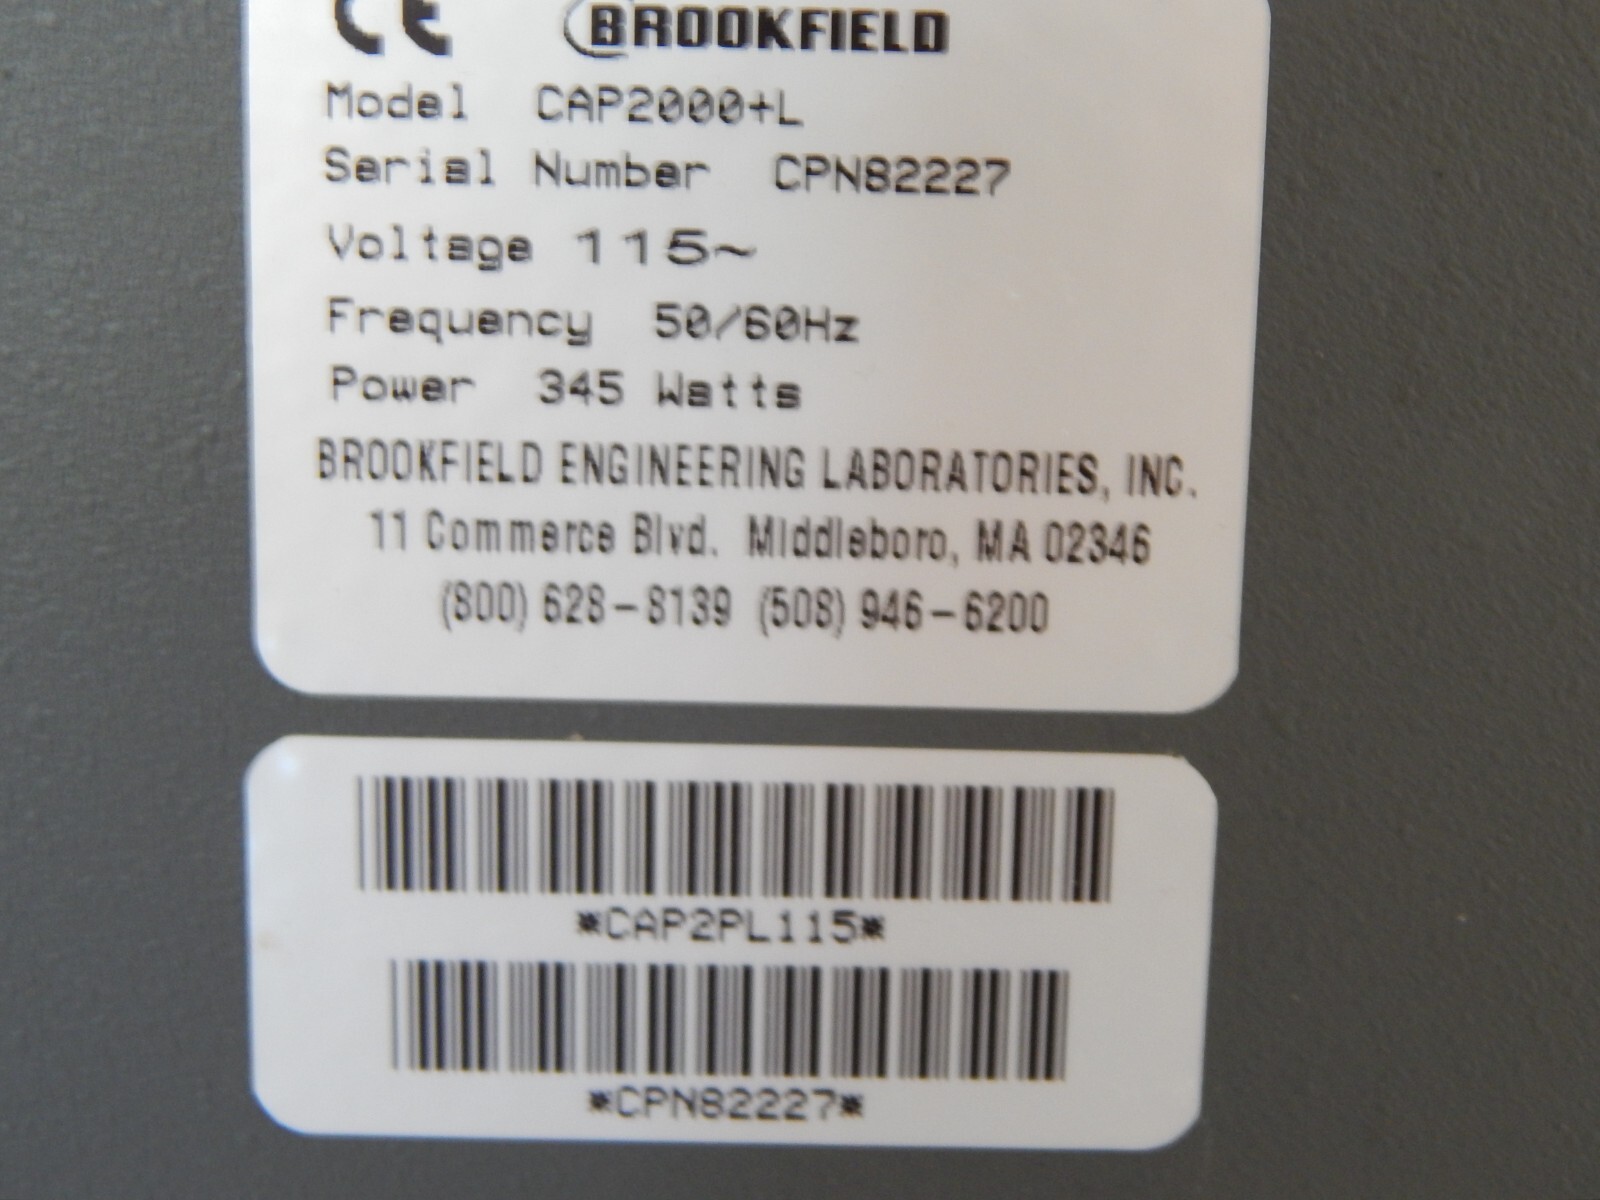 CE BROOKFIELD
Model CAP2000+L
Serial Number CPN82227
Voltage 115~
Frequency 50/60Hz
Power 345 Watts
BROOKFIELD ENGINEERING LABORATORIES, INC.
11 Commerce Blvd. Middleboro, MA 02346
(800) 628-8139 (508) 946-6200
*CAP2PL115*
*CPN82227*